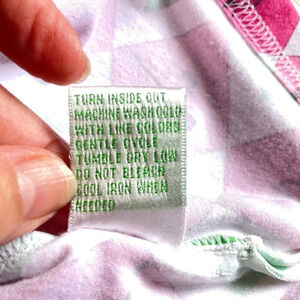 TURN INSIDE OUT
MACHINE WASH COLD
WITH LIKE COLORS
GENTLE CYCLE
TUMBLE DRY LOW
DO NOT BLEACH
COOL IRON WHEN
NEEDED